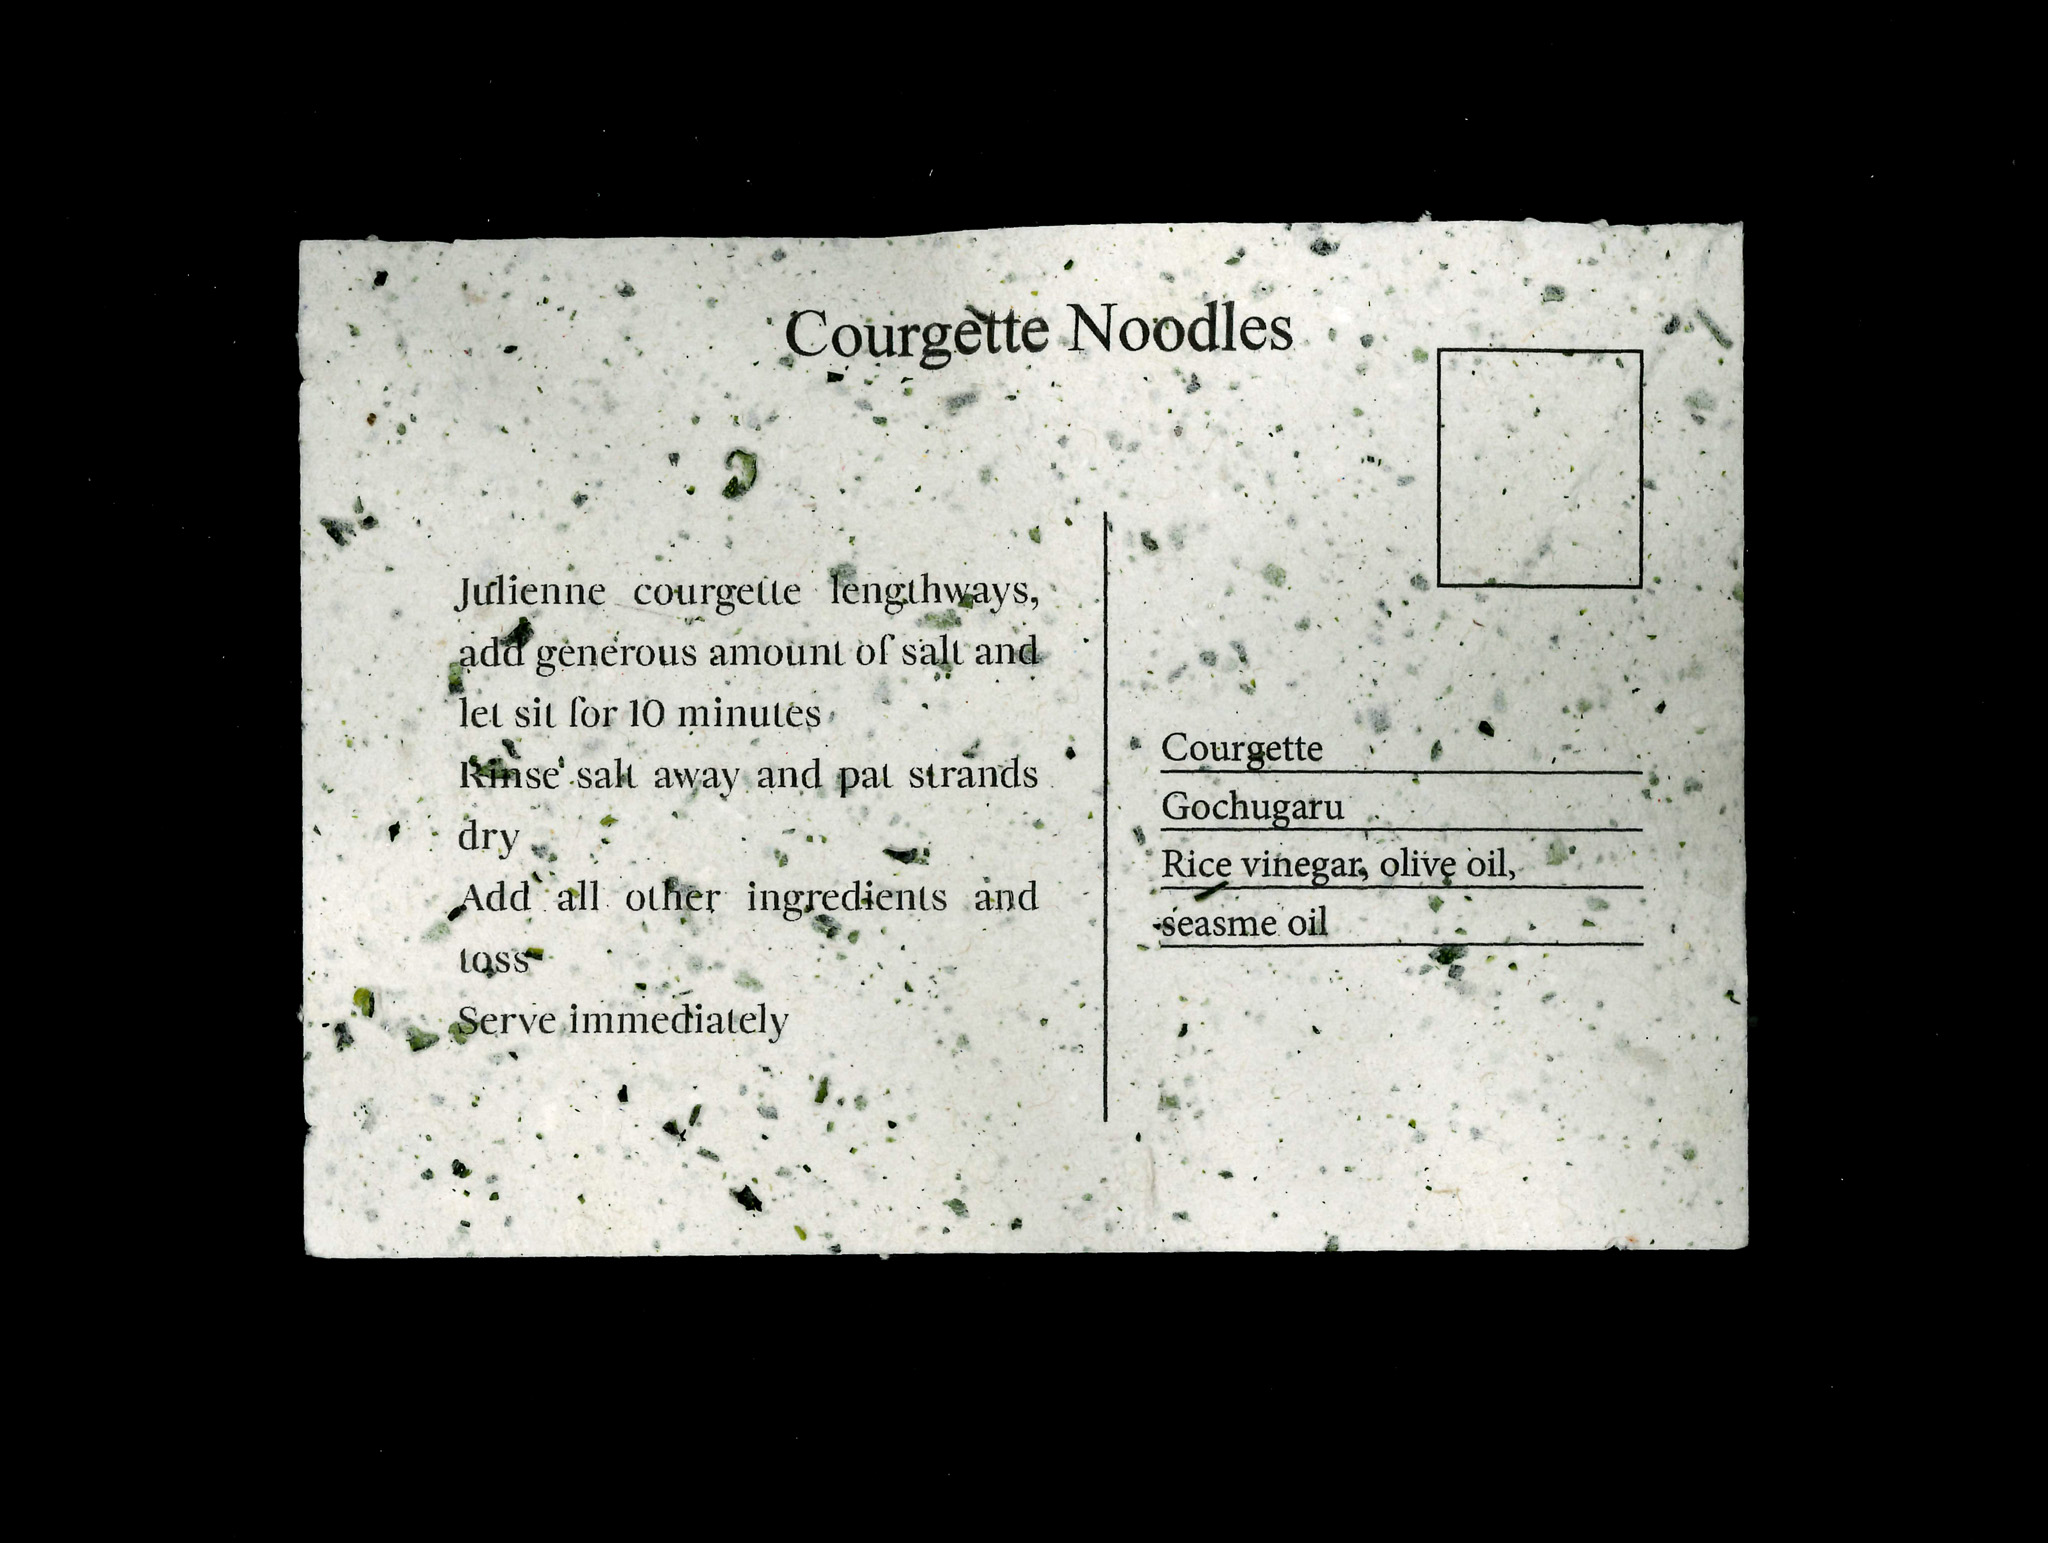 Courgette Noodles
Julienne courgette lengthways,
add generous amount of salt and
let sit for 10 minutes
Rinse salt away and pat strands
dry
Add all other ingredients and
toss
Serve immediately
Courgette
Gochugaru
Rice vinegar, olive oil,
seasme oil